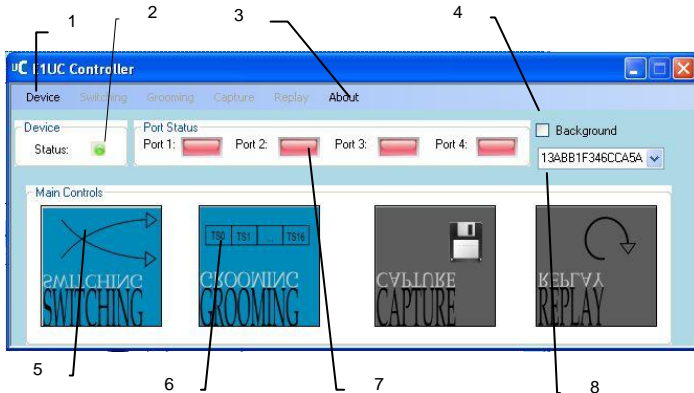 1 2 3 4
UC E1UC Controller
Device Switching Grooming Capture Replay About
Device
Status:
Port Status
Port 1: Port 2: Port 3: Port 4:
Background
13ABB1F346CCA5A
Main Controls
TS0 TS1 .. TS16
SWITCHING GROOMING CAPTURE REPLAY
SWITCHING GROOMING CAPTURE REPLAY
5 6 7 8